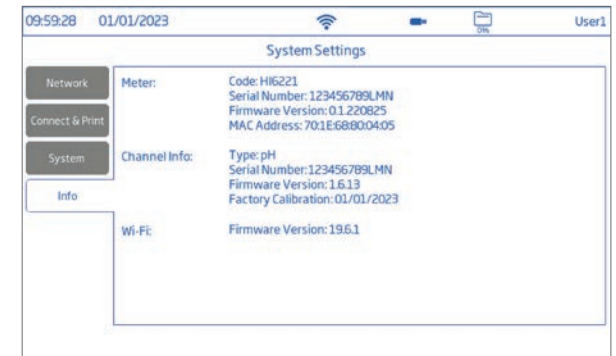 09:59:28 01/01/2023 0% User1
System Settings
Network
Connect & Print
System
Info
Meter: Code: HI6221
Serial Number: 123456789LMN
Firmware Version: 0.1.220825
MAC Address: 70:1E:68:80:04:05
Channel Info: Type: pH
Serial Number: 123456789LMN
Firmware Version: 1.6.13
Factory Calibration: 01/01/2023
Wi-Fi: Firmware Version: 19.6.1